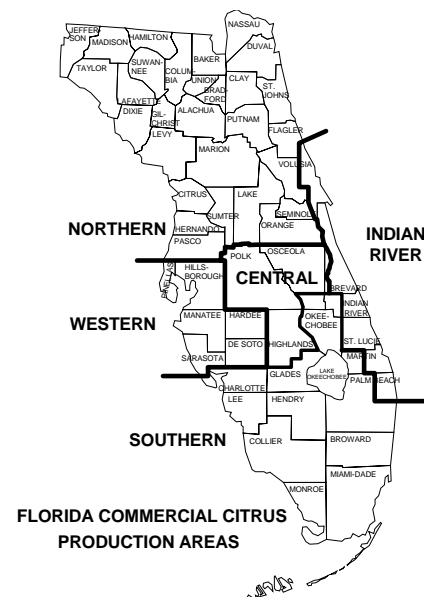 NASSAU
JEFFER-
SON
MADISON
HAMILTON
DUVAL
BAKER
TAYLOR
SUWAN-
NEE
COLUM-
BIA
UNION
BRAD-
FORD
CLAY
ST.
JOHNS
LAFAYETTE
DIXIE
GIL-
CHRIST
ALACHUA
PUTNAM
FLAGLER
LEVY
MARION
VOLUSIA
CITRUS
LAKE
SUMTER
SEMINOLE
ORANGE
NORTHERN
HERNANDO
PASCO
INDIAN
RIVER
POLK
OSCEOLA
HILLS-
BOROUGH
PINELLAS
CENTRAL
BREVARD
INDIAN
RIVER
WESTERN
MANATEE
HARDEE
OKEE-
CHOBEE
ST. LUCIE
SARASOTA
DE SOTO
HIGHLANDS
MARTIN
GLADES
LAKE
OKEECHOBEE
PALM BEACH
CHARLOTTE
LEE
HENDRY
SOUTHERN
COLLIER
BROWARD
MIAMI-DADE
MONROE
FLORIDA COMMERCIAL CITRUS
PRODUCTION AREAS